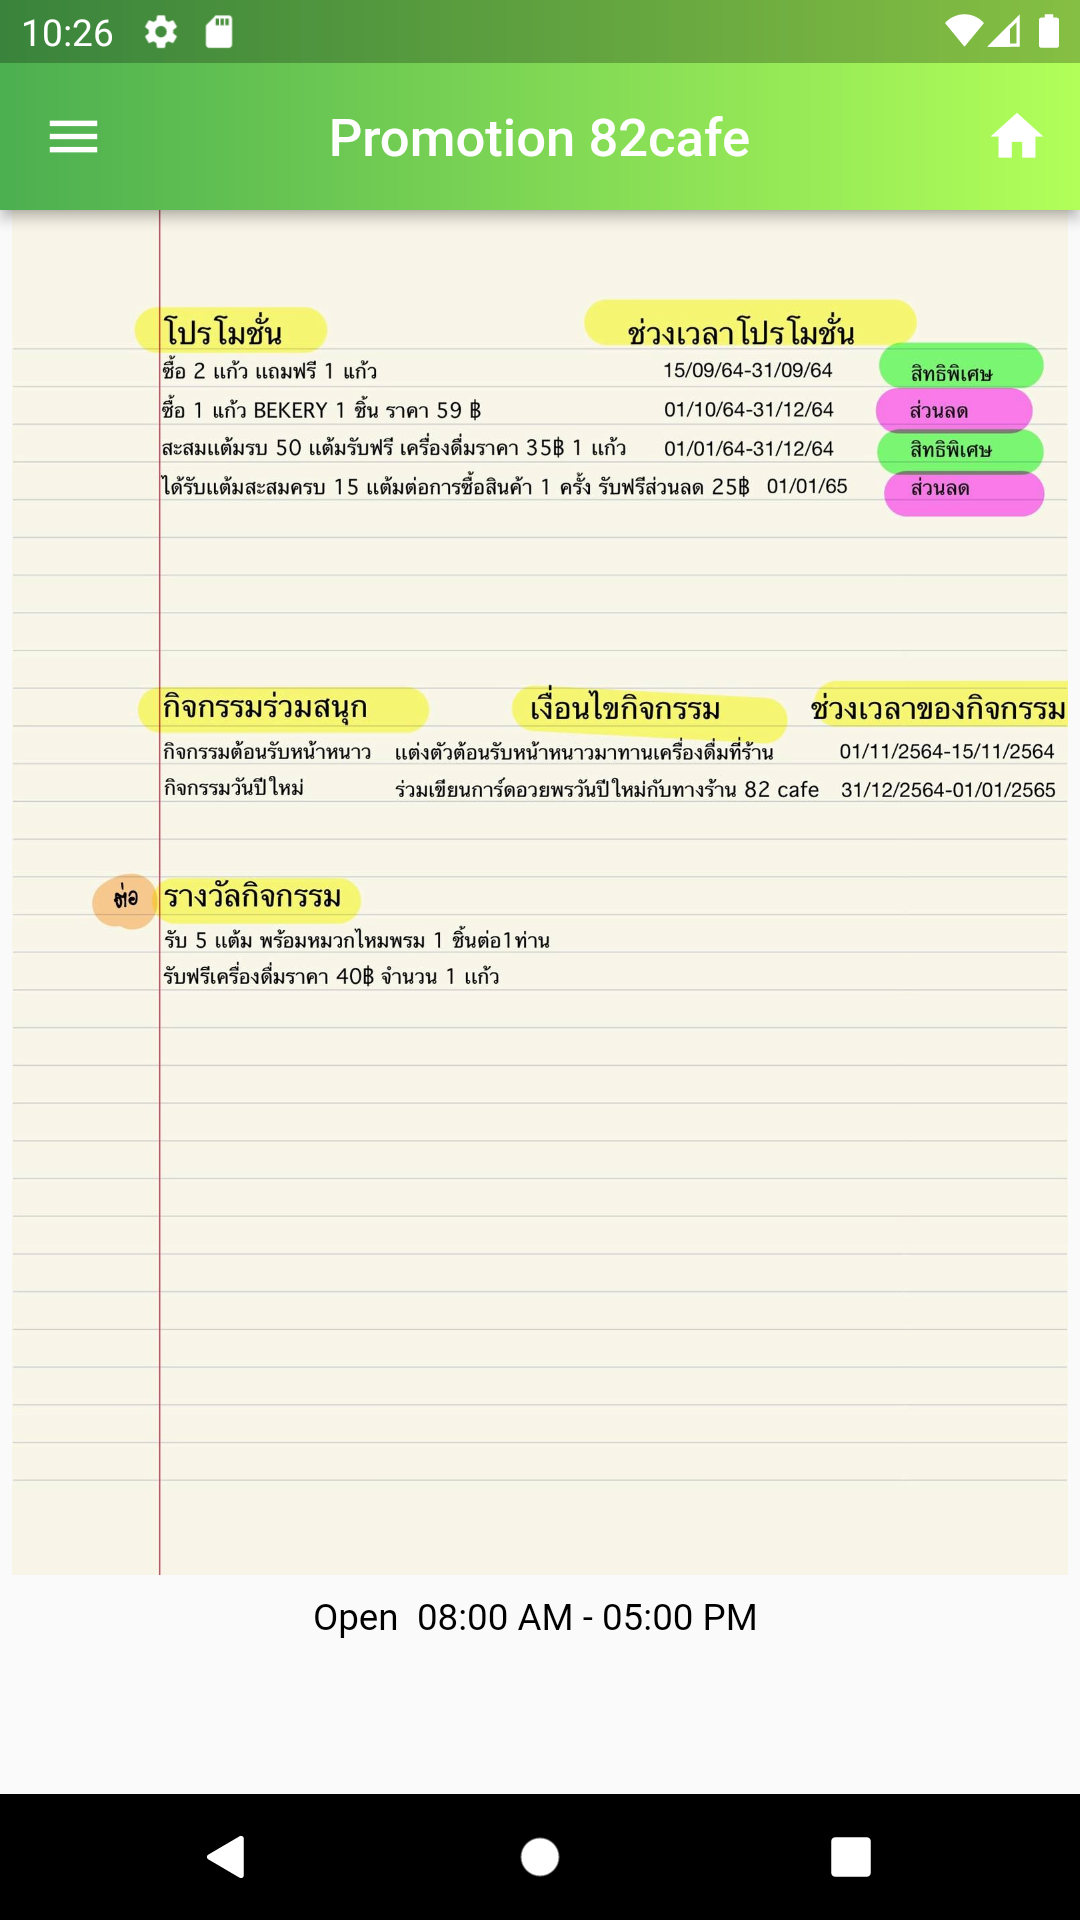 10:26
Promotion 82cafe
โปรโมชั่น ช่วงเวลาโปรโมชั่น
ซื้อ 2 แก้ว แถมฟรี 1 แก้ว 15/09/64-31/09/64 สิทธิพิเศษ
ซื้อ 1 แก้ว BEKERY 1 ชิ้น ราคา 59 ฿ 01/10/64-31/12/64 ส่วนลด
สะสมแต้มรบ 50 แต้มรับฟรี เครื่องดื่มราคา 35฿ 1 แก้ว 01/01/64-31/12/64 สิทธิพิเศษ
ได้รับแต้มสะสมครบ 15 แต้มต่อการซื้อสินค้า 1 ครั้ง รับฟรีส่วนลด 25฿ 01/01/65 ส่วนลด
กิจกรรมร่วมสนุก เงื่อนไขกิจกรรม ช่วงเวลาของกิจกรรม
กิจกรรมต้อนรับหน้าหนาว แต่งตัวต้อนรับหน้าหนาวมาทานเครื่องดื่มที่ร้าน 01/11/2564-15/11/2564
กิจกรรมวันปีใหม่ ร่วมเขียนการ์ดอวยพรวันปีใหม่กับทางร้าน 82 cafe 31/12/2564-01/01/2565
ต่อ รางวัลกิจกรรม
รับ 5 แต้ม พร้อมหมวกไหมพรม 1 ชิ้นต่อ1ท่าน
รับฟรีเครื่องดื่มราคา 40฿ จำนวน 1 แก้ว
Open 08:00 AM - 05:00 PM